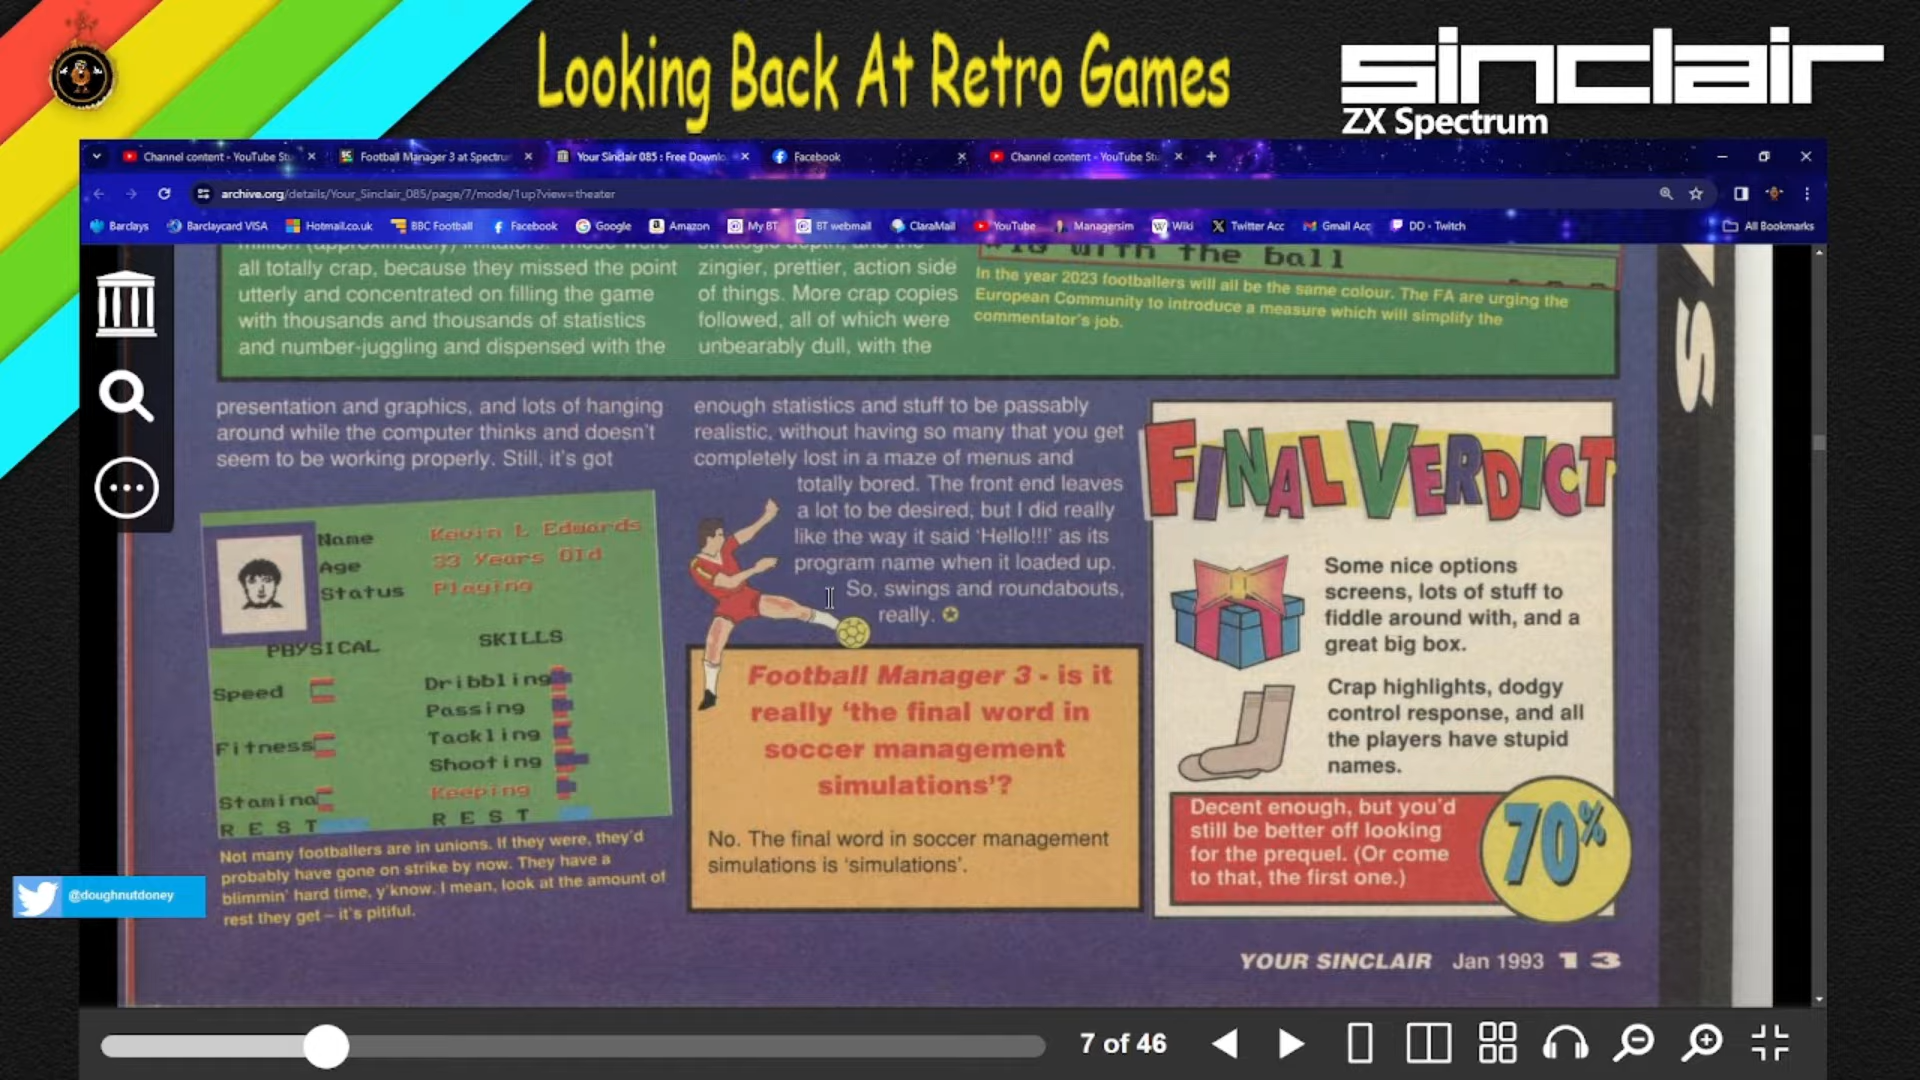 Looking Back At Retro Games
sinclair
ZX Spectrum
Channel content - YouTube Stu
Football Manager 3 at Spectru
Your Sinclair 085 : Free Downlo
Facebook
Channel content - YouTube Stu
archive.org/details/Your_Sinclair_085/page/7/mode/1up?view=theater
Barclays
Barclaycard VISA
Hotmail.co.uk
BBC Football
Facebook
Google
Amazon
My BT
BT webmail
ClaraMail
YouTube
Managersim
Wiki
Twitter Acc
Gmail Acc
DD - Twitch
All Bookmarks
all totally crap, because they missed the point
utterly and concentrated on filling the game
with thousands and thousands of statistics
and number-juggling and dispensed with the
zingier, prettier, action side
of things. More crap copies
followed, all of which were
unbearably dull, with the
with the ball
In the year 2023 footballers will all be the same colour. The FA are urging the
European Community to introduce a measure which will simplify the
commentator's job.
S
presentation and graphics, and lots of hanging
around while the computer thinks and doesn't
seem to be working properly. Still, it's got
Name Kevin L Edwards
Age 33 Years Old
Status Playing
PHYSICAL
SKILLS
Speed
Fitness
Stamina
REST
Dribbling
Passing
Tackling
Shooting
Keeping
REST
Not many footballers are in unions. If they were, they'd
probably have gone on strike by now. They have a
blimmin' hard time, y'know. I mean, look at the amount of
rest they get – it's pitiful.
enough statistics and stuff to be passably
realistic, without having so many that you get
completely lost in a maze of menus and
totally bored. The front end leaves
a lot to be desired, but I did really
like the way it said 'Hello!!!' as its
program name when it loaded up.
So, swings and roundabouts,
really.
Football Manager 3 - is it
really 'the final word in
soccer management
simulations'?
No. The final word in soccer management
simulations is 'simulations'.
FINAL VERDICT
Some nice options
screens, lots of stuff to
fiddle around with, and a
great big box.
Crap highlights, dodgy
control response, and all
the players have stupid
names.
Decent enough, but you'd
still be better off looking
for the prequel. (Or come
to that, the first one.)
70%
YOUR SINCLAIR Jan 1993 13
@doughnutdoney
7 of 46